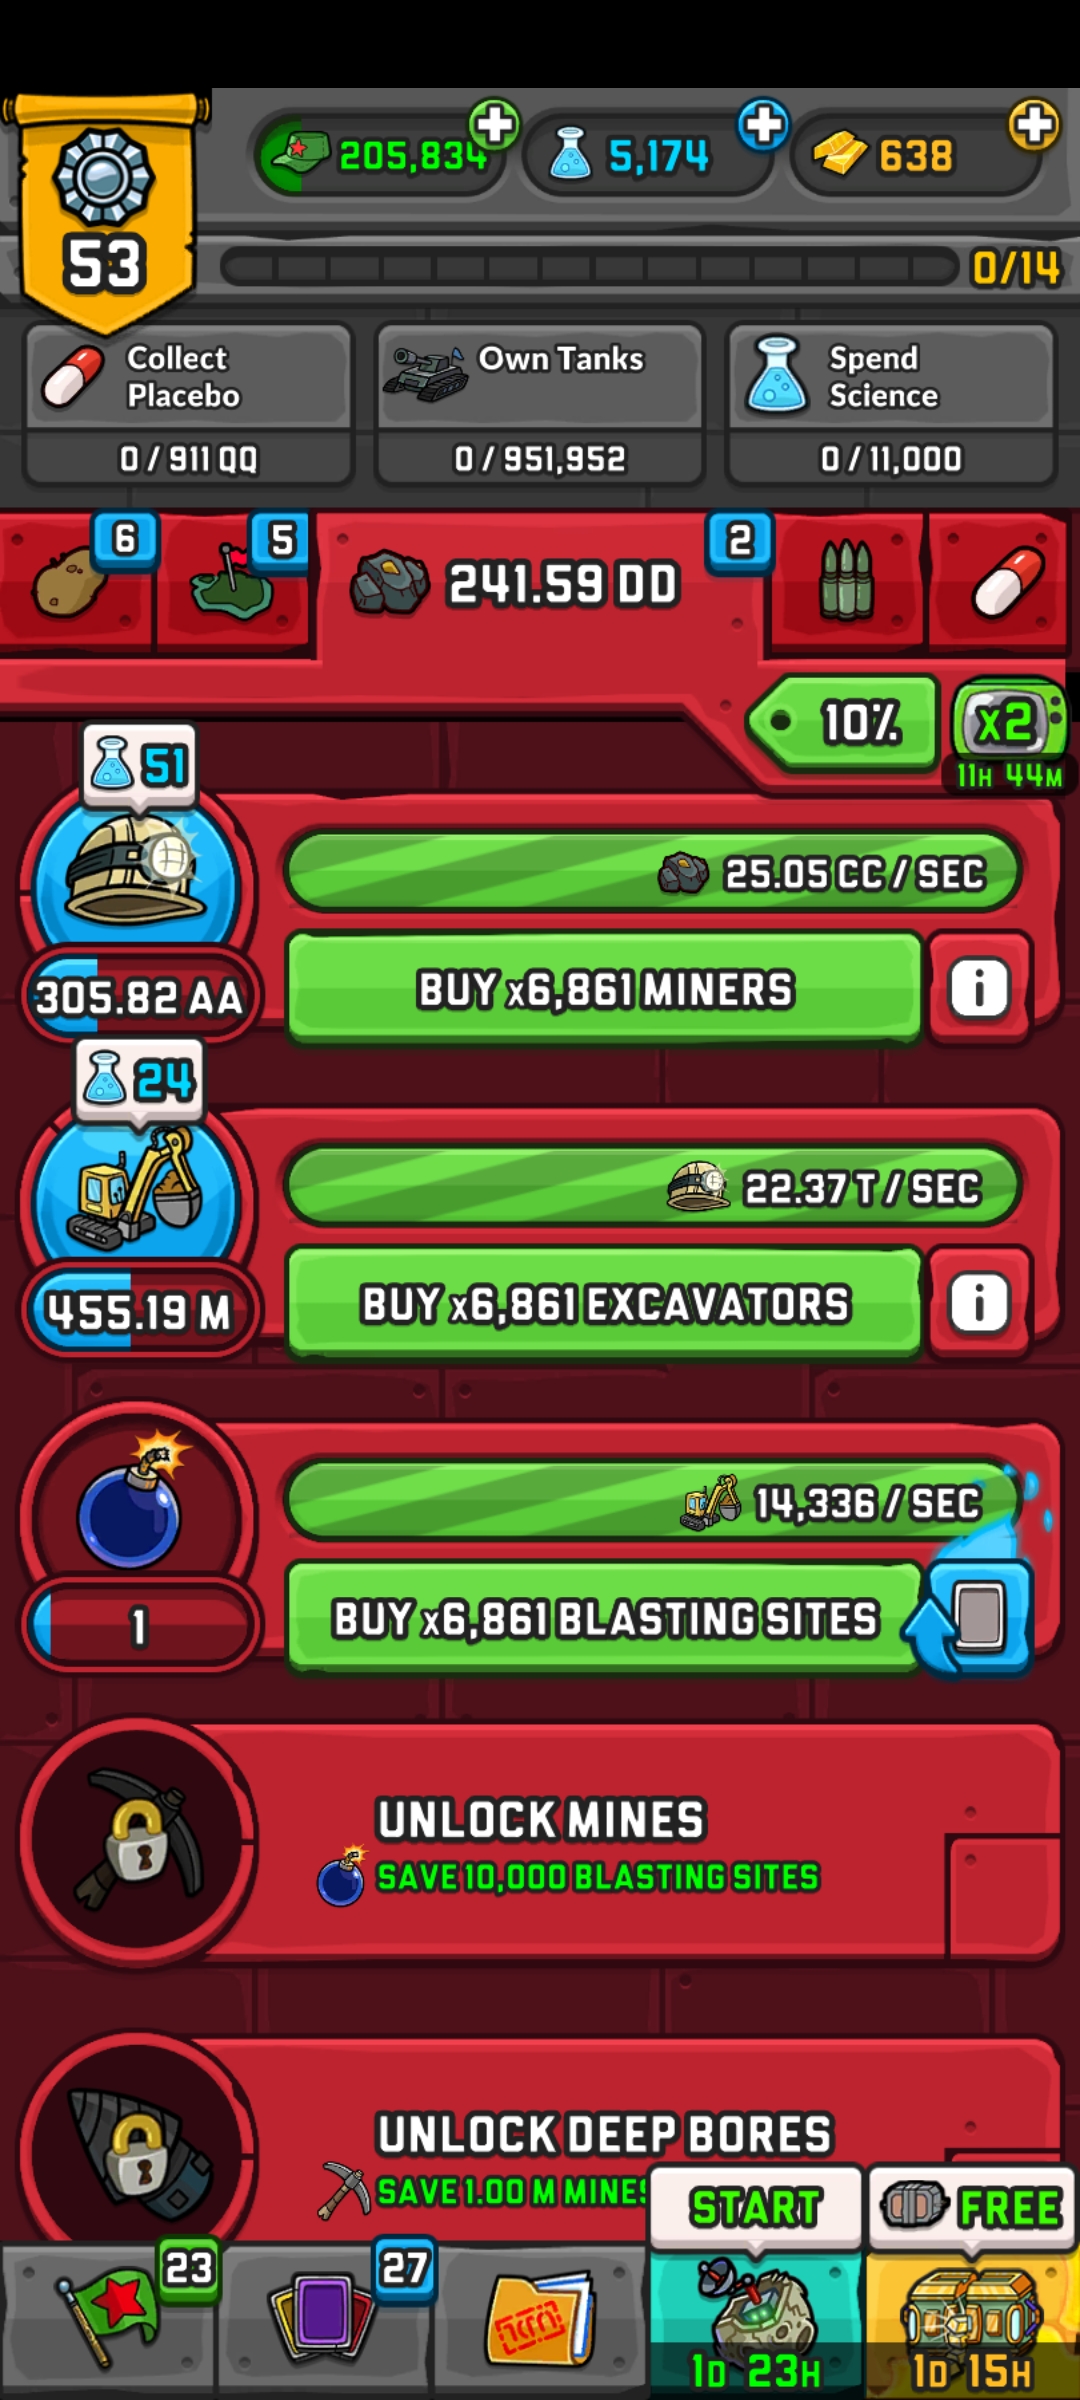 205,834
5,174
638
53
0/14
Collect
Placebo
0 / 911 QQ
Own Tanks
0 / 951,952
Spend
Science
0 / 11,000
6
5
241.59 DD
2
10%
x2
11H 44M
51
25.05 CC / SEC
305.82 AA
BUY x6,861 MINERS
i
24
22.37 T / SEC
455.19 M
BUY x6,861 EXCAVATORS
i
14,336 / SEC
1
BUY x6,861 BLASTING SITES
UNLOCK MINES
SAVE 10,000 BLASTING SITES
UNLOCK DEEP BORES
SAVE 1.00 M MINES
START
FREE
23
27
1D 23H
1D 15H